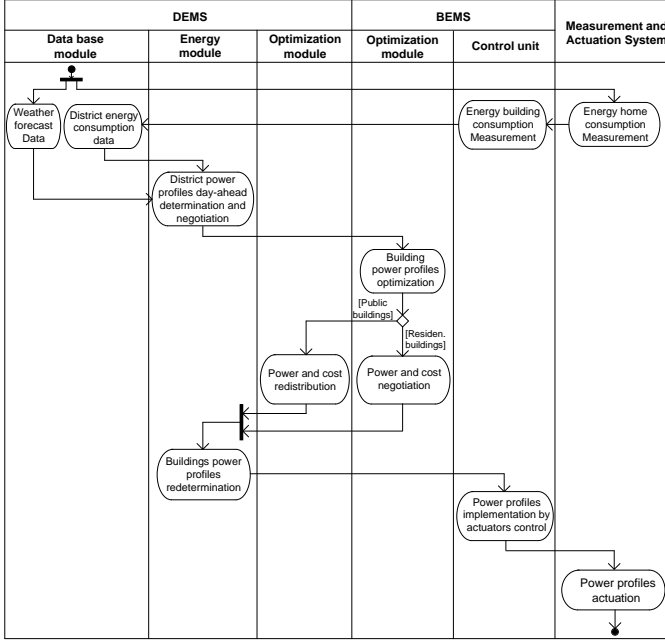 DEMS
BEMS
Measurement and
Actuation System
Data base
module
Energy
module
Optimization
module
Optimization
module
Control unit
Weather
forecast
Data
District energy
consumption
data
Energy building
consumption
Measurement
Energy home
consumption
Measurement
District power
profiles day-ahead
determination and
negotiation
Building
power profiles
optimization
[Public
buildings]
[Residen.
buildings]
Power and cost
redistribution
Power and cost
negotiation
Buildings power
profiles
redetermination
Power profiles
implementation by
actuators control
Power profiles
actuation